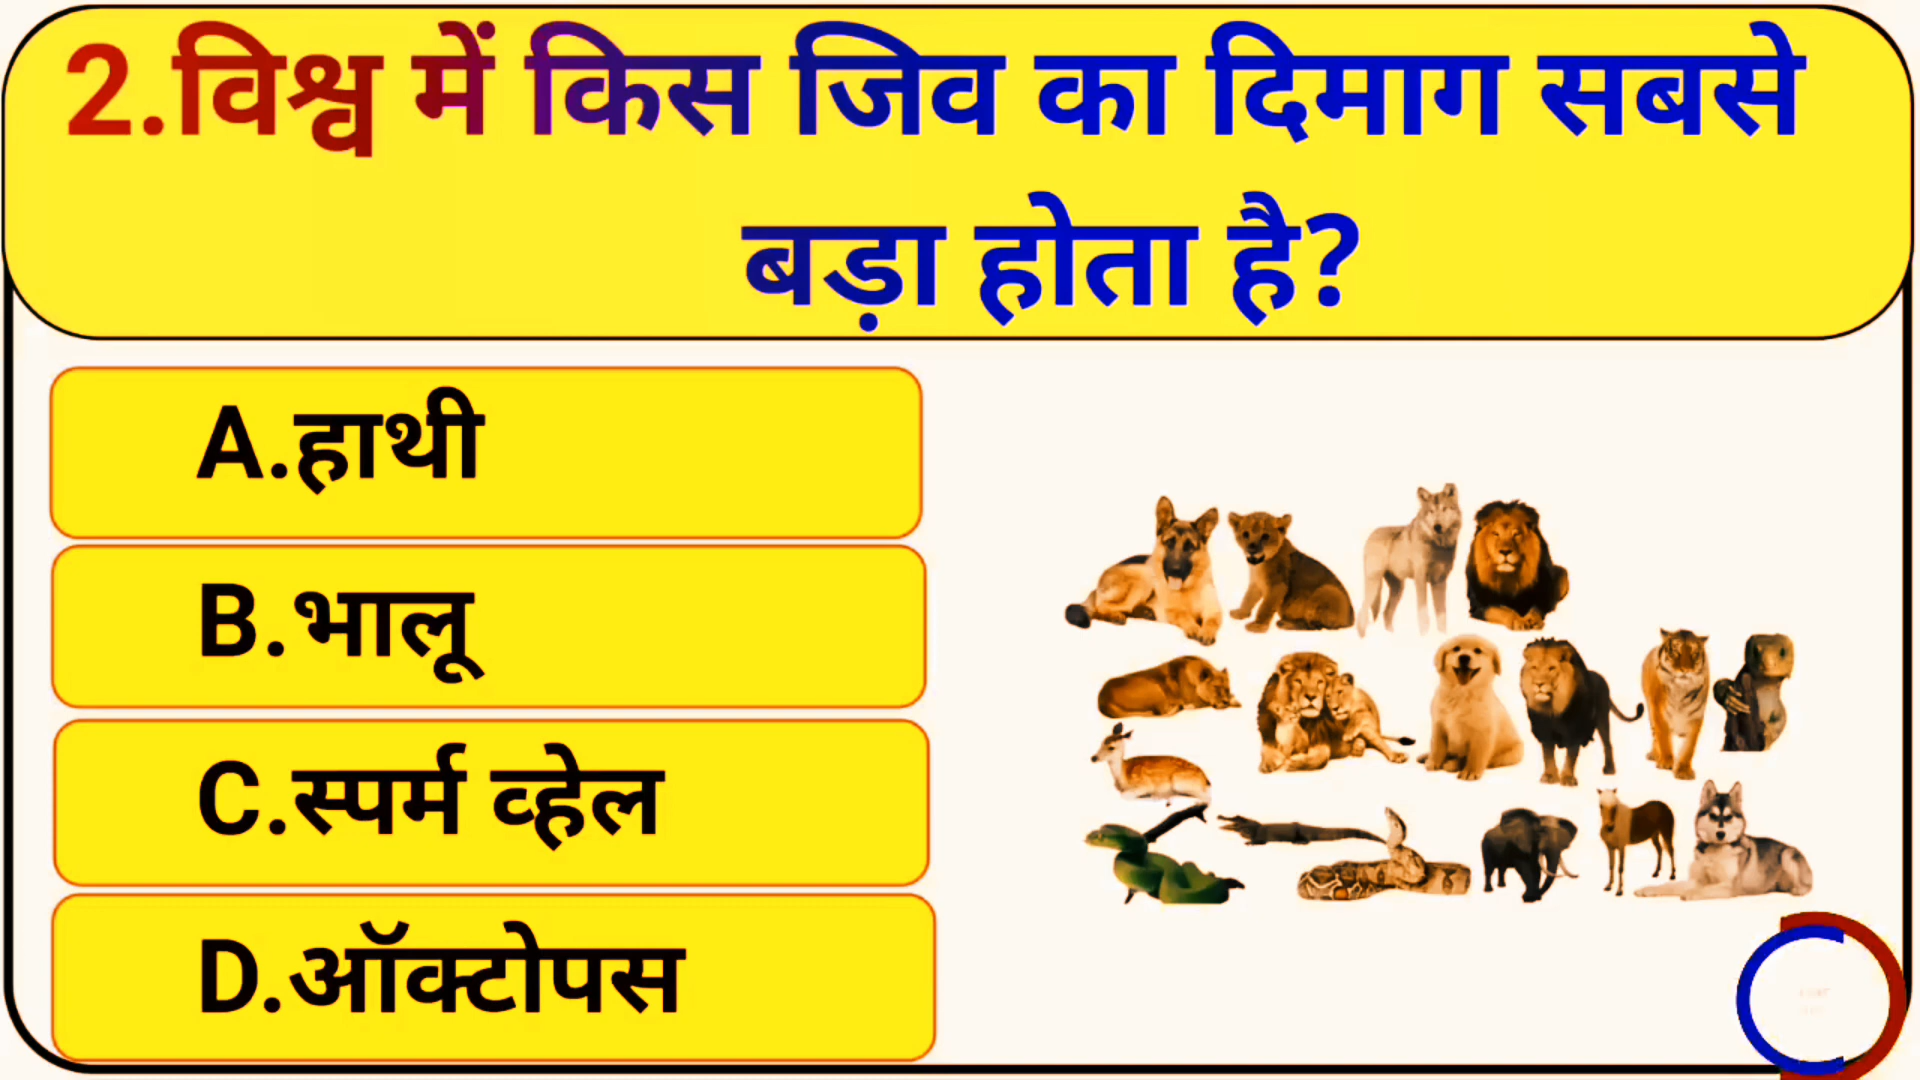 2.विश्व में किस जिव का दिमाग सबसे
बड़ा होता है?
A.हाथी
B.भालू
C.स्पर्म व्हेल
D.ऑक्टोपस